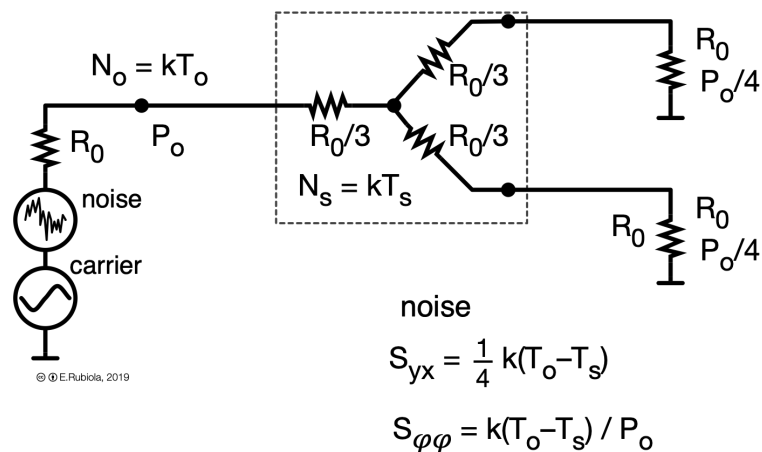 Nₒ = kTₒ
R₀
Pₒ
noise
carrier
R₀/3
R₀/3
R₀/3
Nₛ = kTₛ
R₀
Pₒ/4
R₀
R₀
Pₒ/4
noise
Sᵧₓ = 1/4 k(Tₒ–Tₛ)
S𝜑𝜑 = k(Tₒ–Tₛ) / Pₒ
🅭 🅯 E.Rubiola, 2019